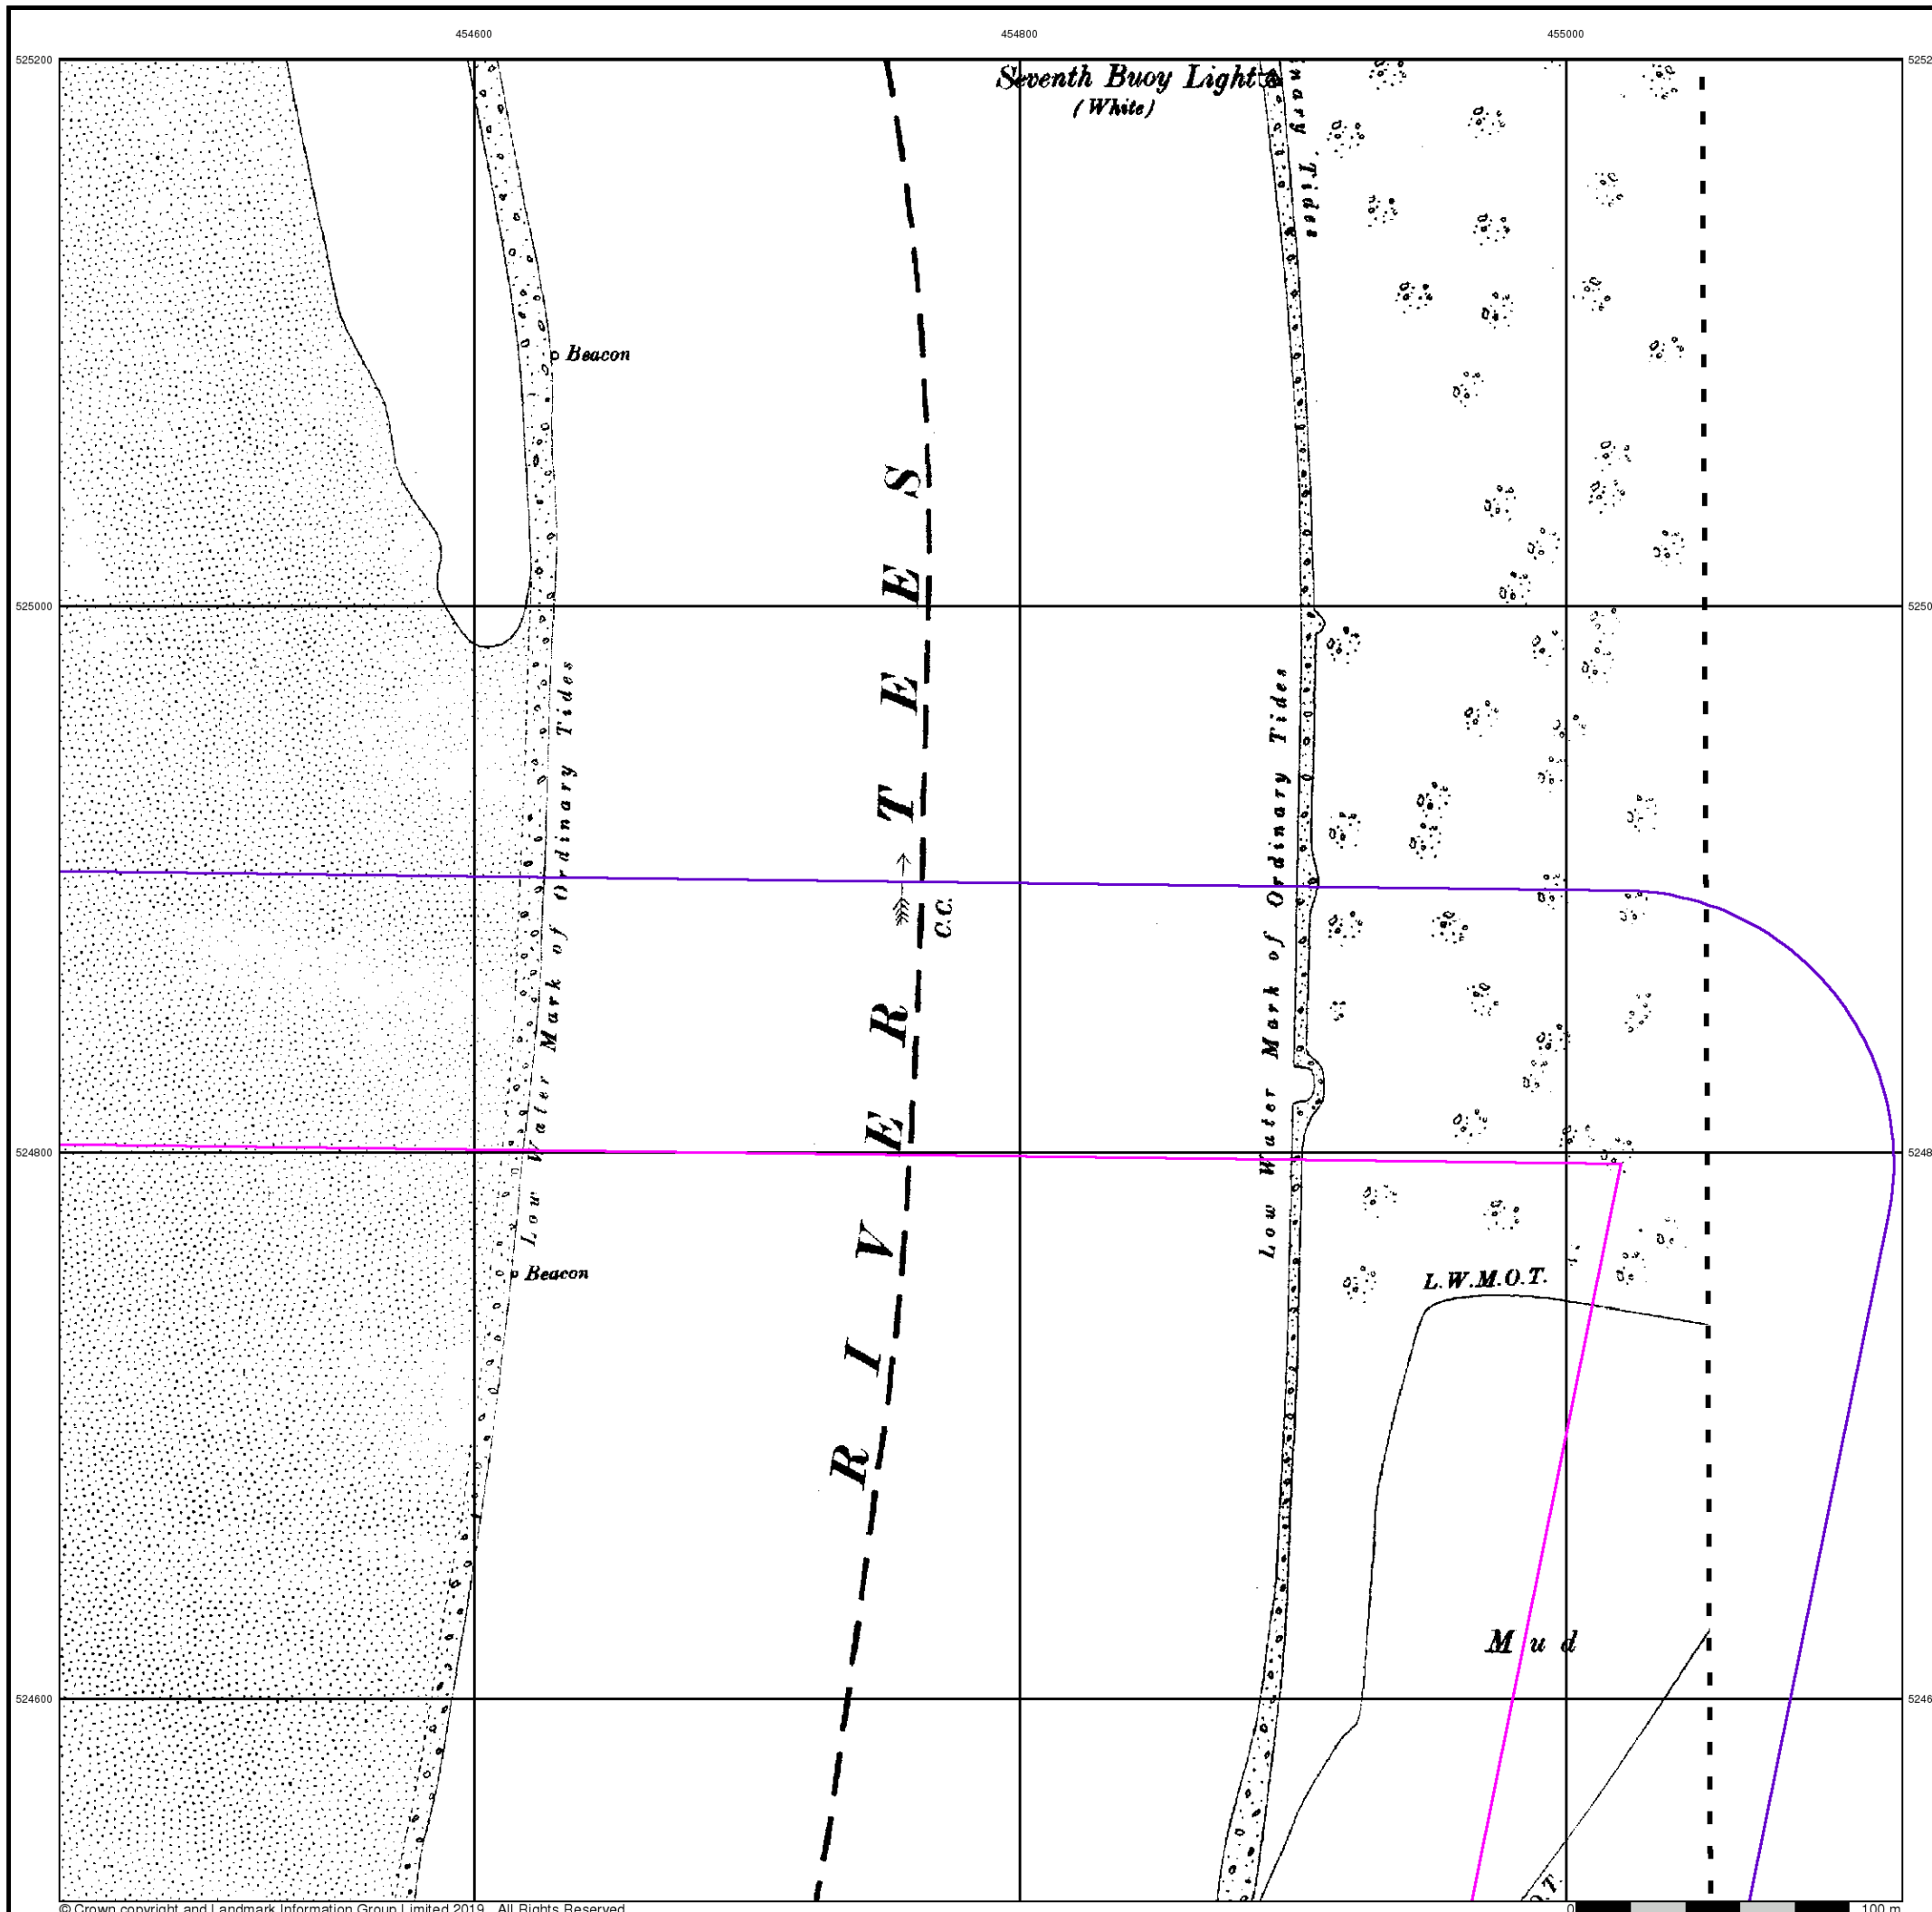 454600
454800
455000
525200
Seventh Buoy Light
(White)
Tides
Beacon
525000
RIVER TEES
C.C.
Low Water Mark of Ordinary Tides
Low Water Mark of Ordinary Tides
524800
Beacon
L.W.M.O.T.
Mud
524600
© Crown copyright and Landmark Information Group Limited 2019. All Rights Reserved
0
100 m